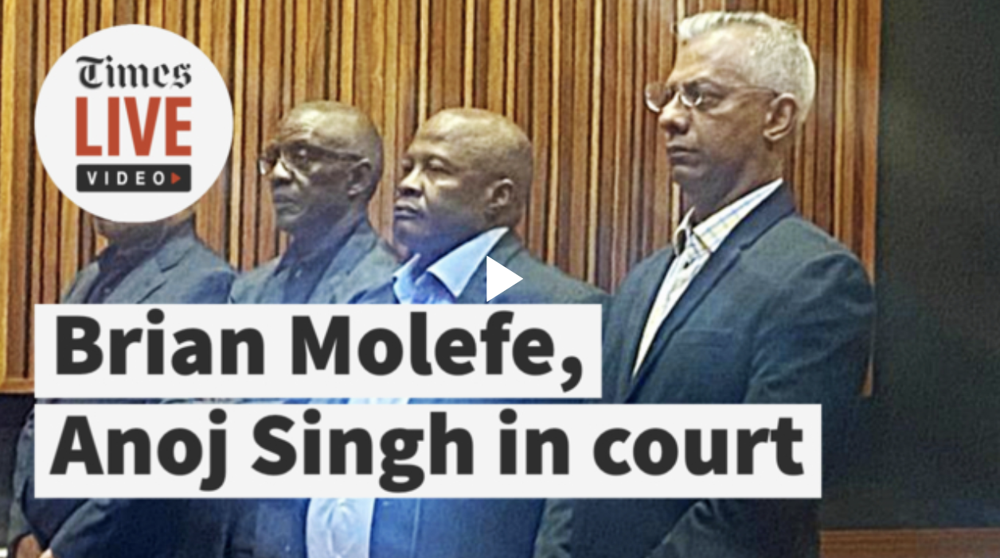 Times
LIVE
VIDEO
Brian Molefe,
Anoj Singh in court